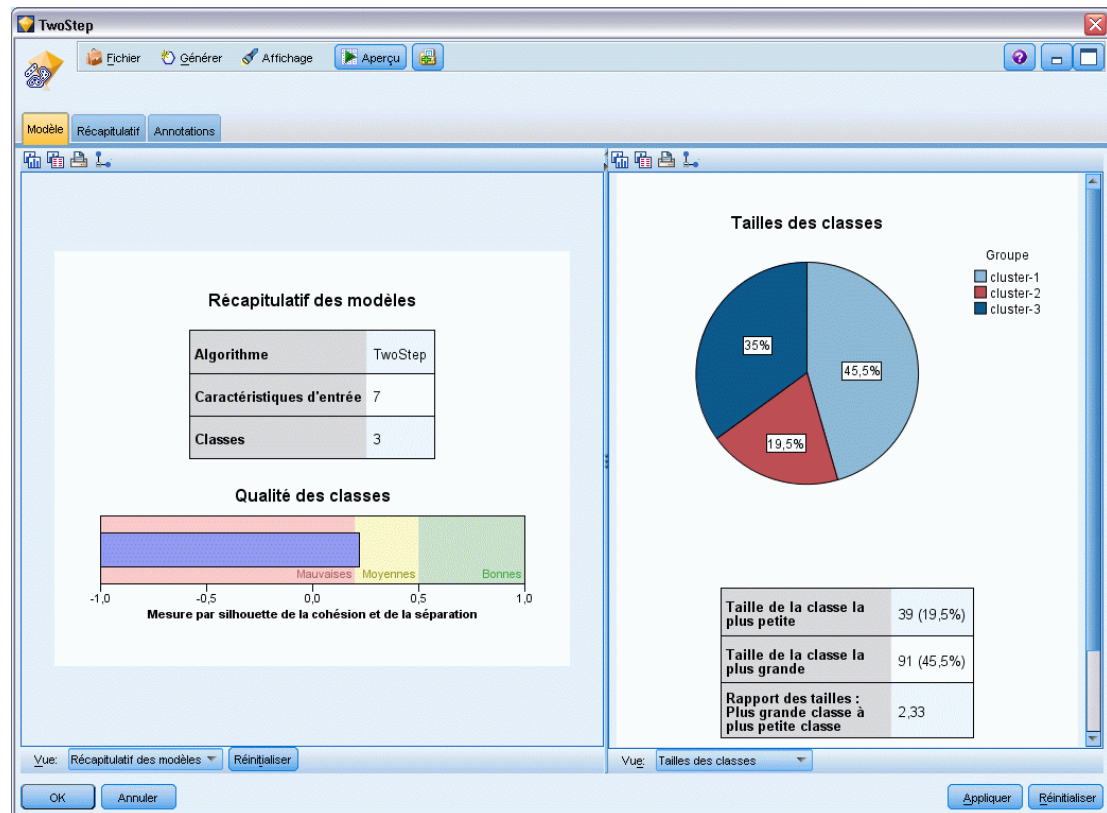 TwoStep
Fichier Générer Affichage Aperçu
Modèle Récapitulatif Annotations
Récapitulatif des modèles
Algorithme TwoStep
Caractéristiques d'entrée 7
Classes 3
Qualité des classes
Mauvaises Moyennes Bonnes
-1,0 -0,5 0,0 0,5 1,0
Mesure par silhouette de la cohésion et de la séparation
Vue: Récapitulatif des modèles Réinitialiser
Tailles des classes
Groupe
cluster-1
cluster-2
cluster-3
35%
45,5%
19,5%
Taille de la classe la
plus petite
39 (19,5%)
Taille de la classe la
plus grande
91 (45,5%)
Rapport des tailles :
Plus grande classe à
plus petite classe
2,33
Vue: Tailles des classes
OK Annuler Appliquer Réinitialiser